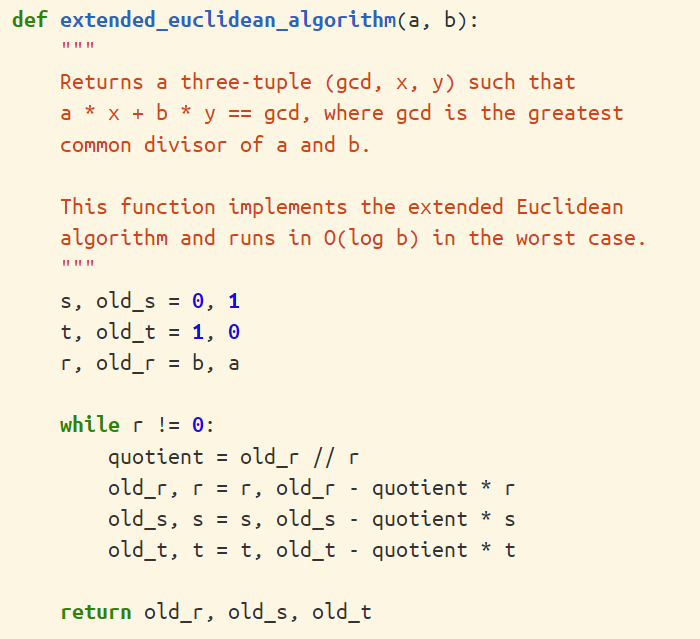 def extended_euclidean_algorithm(a, b):
    """
    Returns a three-tuple (gcd, x, y) such that
    a * x + b * y == gcd, where gcd is the greatest
    common divisor of a and b.

    This function implements the extended Euclidean
    algorithm and runs in O(log b) in the worst case.
    """
    s, old_s = 0, 1
    t, old_t = 1, 0
    r, old_r = b, a

    while r != 0:
        quotient = old_r // r
        old_r, r = r, old_r - quotient * r
        old_s, s = s, old_s - quotient * s
        old_t, t = t, old_t - quotient * t

    return old_r, old_s, old_t